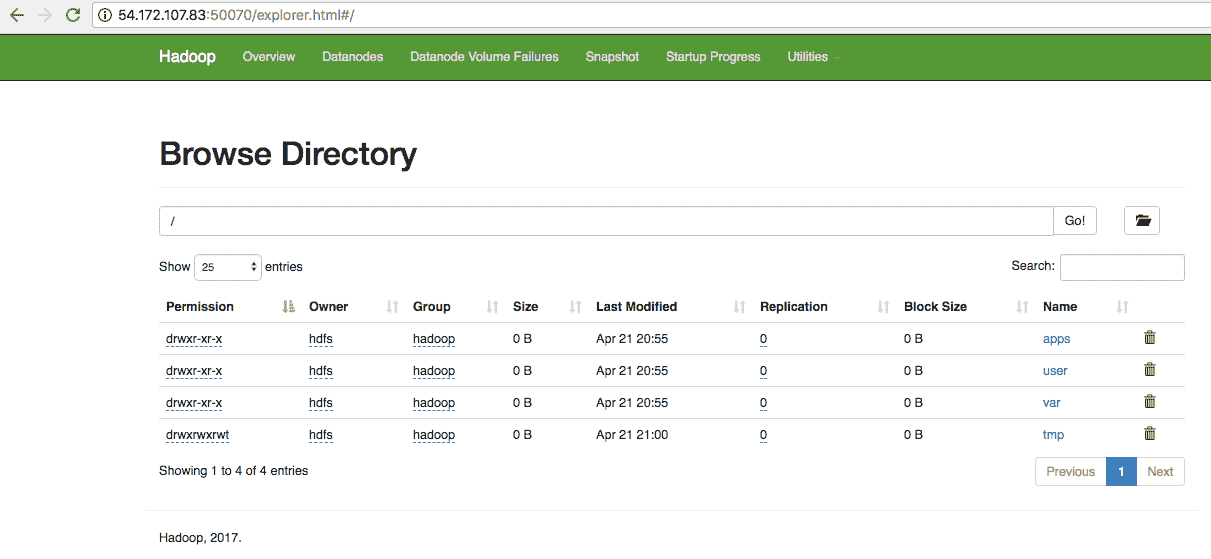 54.172.107.83:50070/explorer.html#/
Hadoop Overview Datanodes Datanode Volume Failures Snapshot Startup Progress Utilities
Browse Directory
/ Go!
Show 25 entries Search:
Permission Owner Group Size Last Modified Replication Block Size Name
drwxr-xr-x hdfs hadoop 0 B Apr 21 20:55 0 0 B apps
drwxr-xr-x hdfs hadoop 0 B Apr 21 20:55 0 0 B user
drwxr-xr-x hdfs hadoop 0 B Apr 21 20:55 0 0 B var
drwxrwxrwt hdfs hadoop 0 B Apr 21 21:00 0 0 B tmp
Showing 1 to 4 of 4 entries Previous 1 Next
Hadoop, 2017.